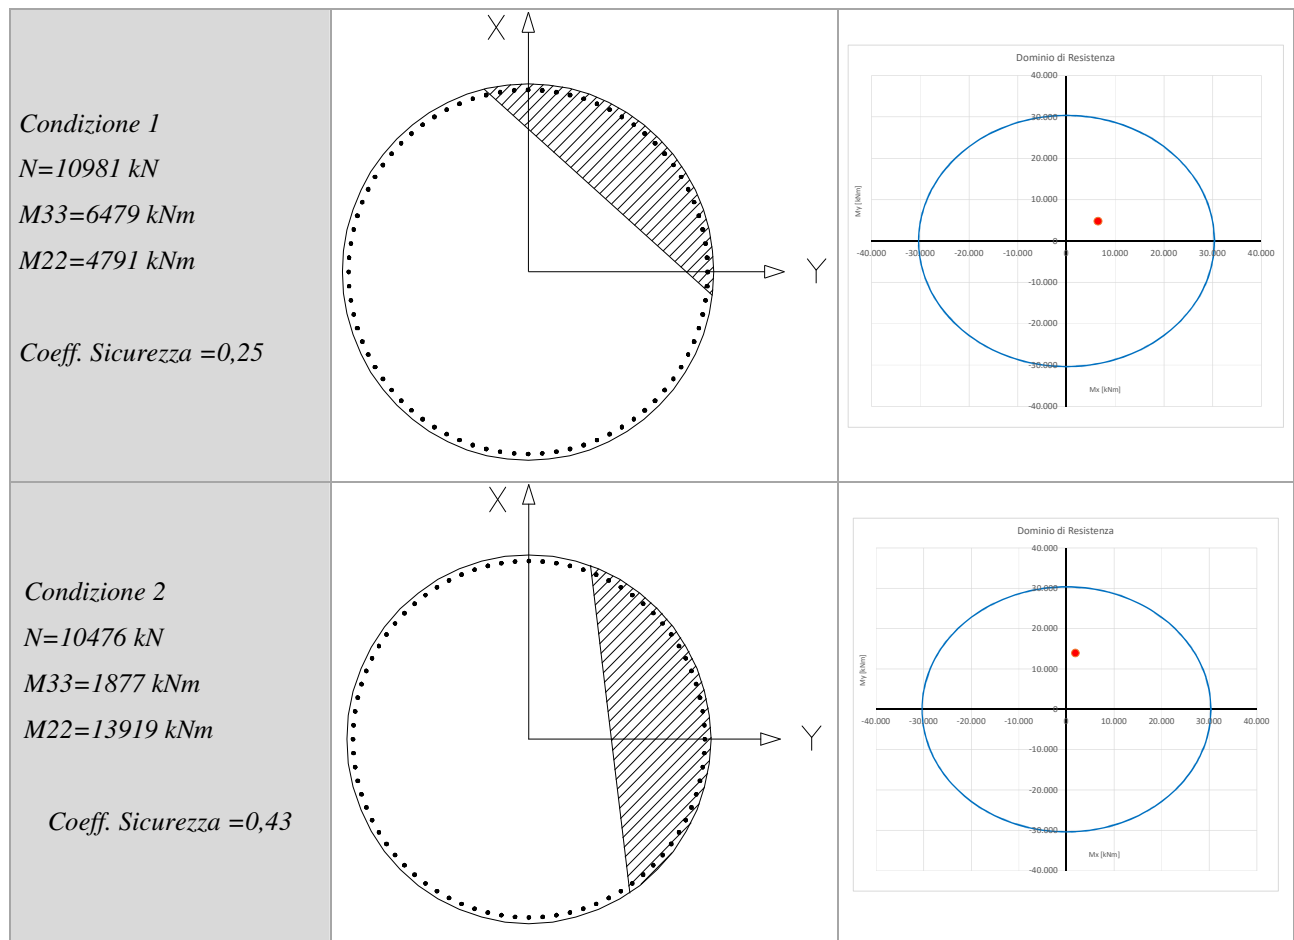 Condizione 1
N=10981 kN
M33=6479 kNm
M22=4791 kNm
Coeff. Sicurezza =0,25
X
Y
Dominio di Resistenza
40.000
30.000
20.000
10.000
0
-10.000
-20.000
-30.000
-40.000
-40.000 -30.000 -20.000 -10.000 0 10.000 20.000 30.000 40.000
My [kNm]
Mx [kNm]
Condizione 2
N=10476 kN
M33=1877 kNm
M22=13919 kNm
Coeff. Sicurezza =0,43
X
Y
Dominio di Resistenza
40.000
30.000
20.000
10.000
0
-10.000
-20.000
-30.000
-40.000
-40.000 -30.000 -20.000 -10.000 0 10.000 20.000 30.000 40.000
My [kNm]
Mx [kNm]